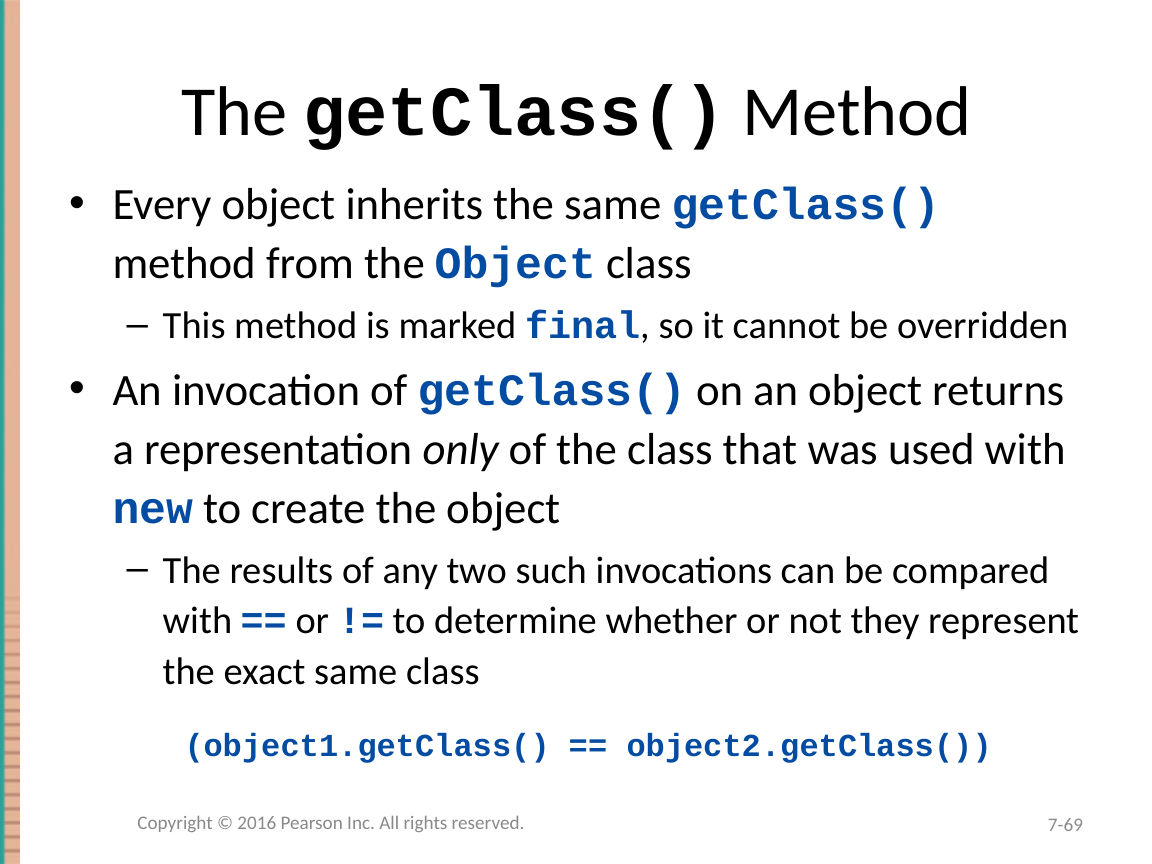 The getClass() Method
• Every object inherits the same getClass()
method from the Object class
– This method is marked final, so it cannot be overridden
• An invocation of getClass() on an object returns
a representation only of the class that was used with
new to create the object
– The results of any two such invocations can be compared
with == or != to determine whether or not they represent
the exact same class
(object1.getClass() == object2.getClass())
Copyright © 2016 Pearson Inc. All rights reserved.
7-69